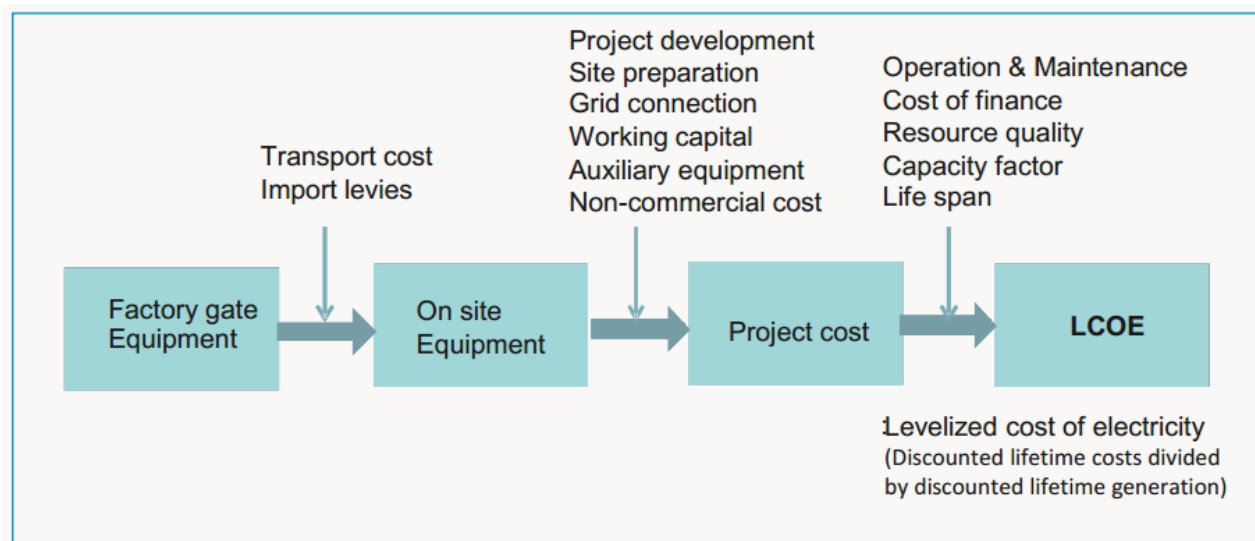 Project development
Site preparation
Grid connection
Working capital
Auxiliary equipment
Non-commercial cost
Operation & Maintenance
Cost of finance
Resource quality
Capacity factor
Life span
Transport cost
Import levies
Factory gate
Equipment
On site
Equipment
Project cost
LCOE
:Levelized cost of electricity
(Discounted lifetime costs divided
by discounted lifetime generation)